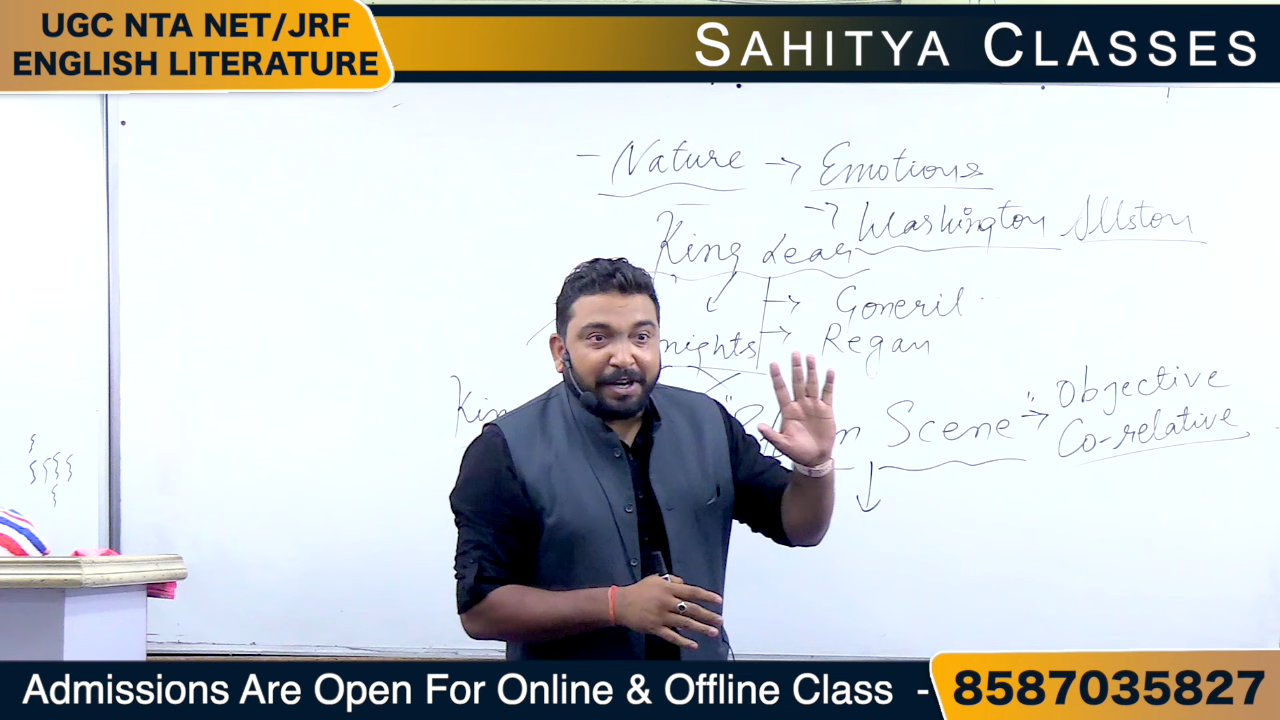 UGC NTA NET/JRF
ENGLISH LITERATURE
SAHITYA CLASSES
- Nature → Emotions
→ Washington Allston
King Lear
→ Goneril
nights → Regan
Kin
Scene" → Objective
Co-relative
Admissions Are Open For Online & Offline Class - 8587035827